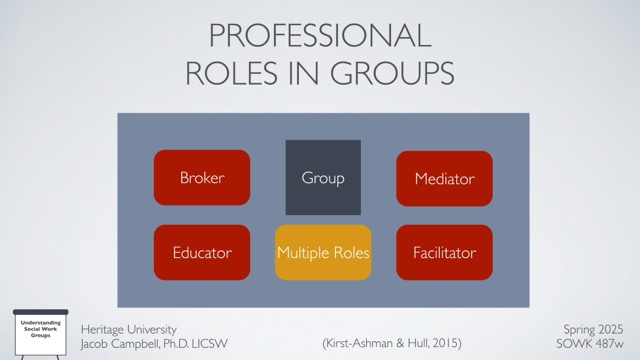 PROFESSIONAL
ROLES IN GROUPS
Broker
Group
Mediator
Educator
Multiple Roles
Facilitator
Understanding
Social Work
Groups
Heritage University
Jacob Campbell, Ph.D. LICSW
(Kirst-Ashman & Hull, 2015)
Spring 2025
SOWK 487w